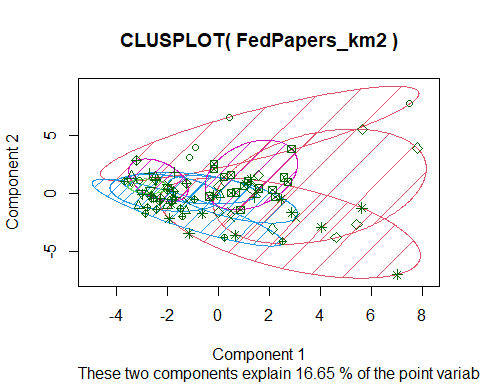 CLUSPLOT( FedPapers_km2 )
Component 2
5
0
-5
-4 -2 0 2 4 6 8
Component 1
These two components explain 16.65 % of the point variab